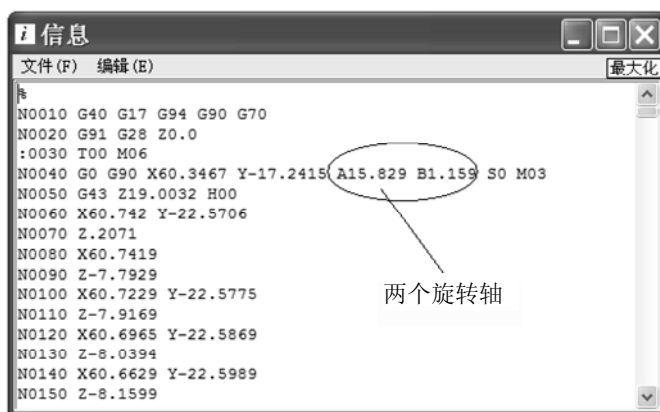 i 信息
文件(F) 编辑(E) 最大化
%
N0010 G40 G17 G94 G90 G70
N0020 G91 G28 Z0.0
:0030 T00 M06
N0040 G0 G90 X60.3467 Y-17.2415 A15.829 B1.159 S0 M03
N0050 G43 Z19.0032 H00
N0060 X60.742 Y-22.5706
N0070 Z.2071
N0080 X60.7419
N0090 Z-7.7929
N0100 X60.7229 Y-22.5775
两个旋转轴
N0110 Z-7.9169
N0120 X60.6965 Y-22.5869
N0130 Z-8.0394
N0140 X60.6629 Y-22.5989
N0150 Z-8.1599